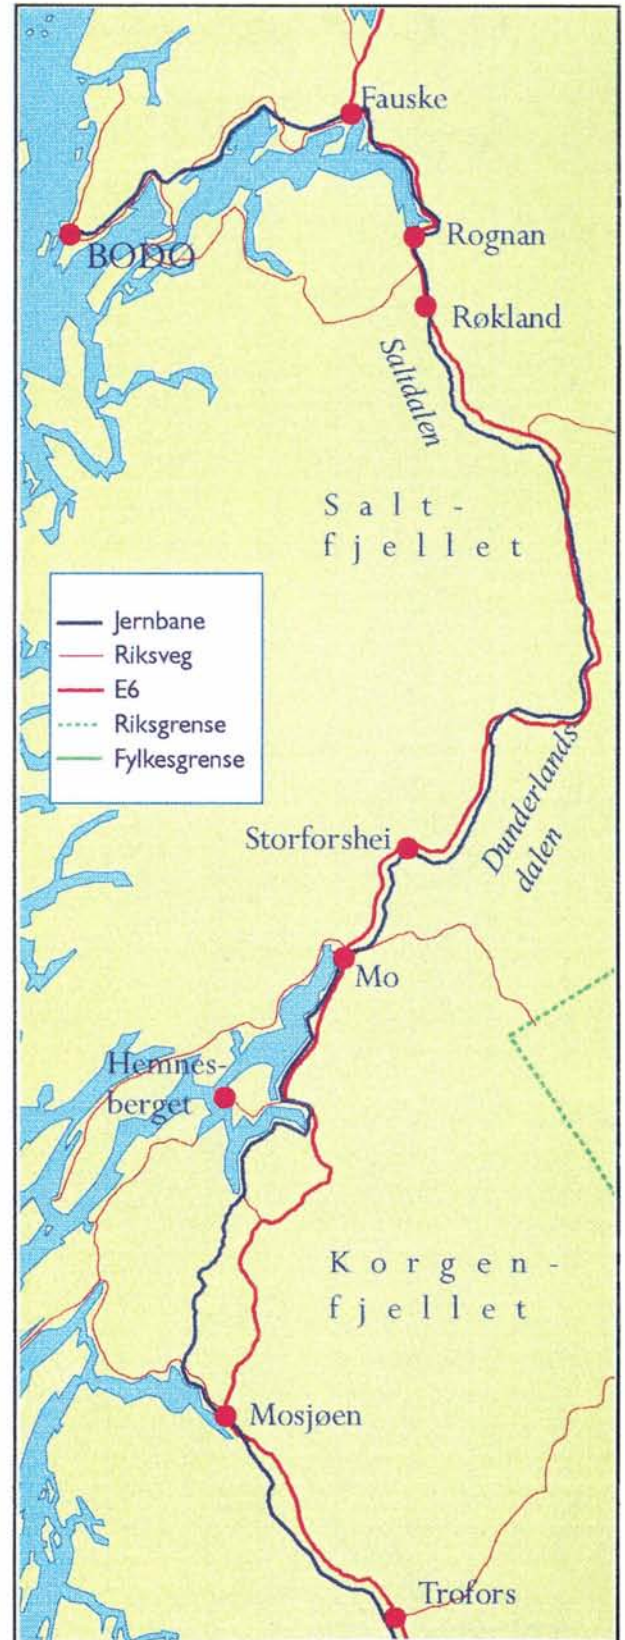 Fauske
Rognan
BODØ
Røkland
Saltdalen
Salt-
fjellet
Jernbane
Riksveg
E6
Riksgrense
Fylkesgrense
Dunderlands
dalen
Storforshei
Mo
Hemnes-
berget
Korgen-
fjellet
Mosjøen
Trofors